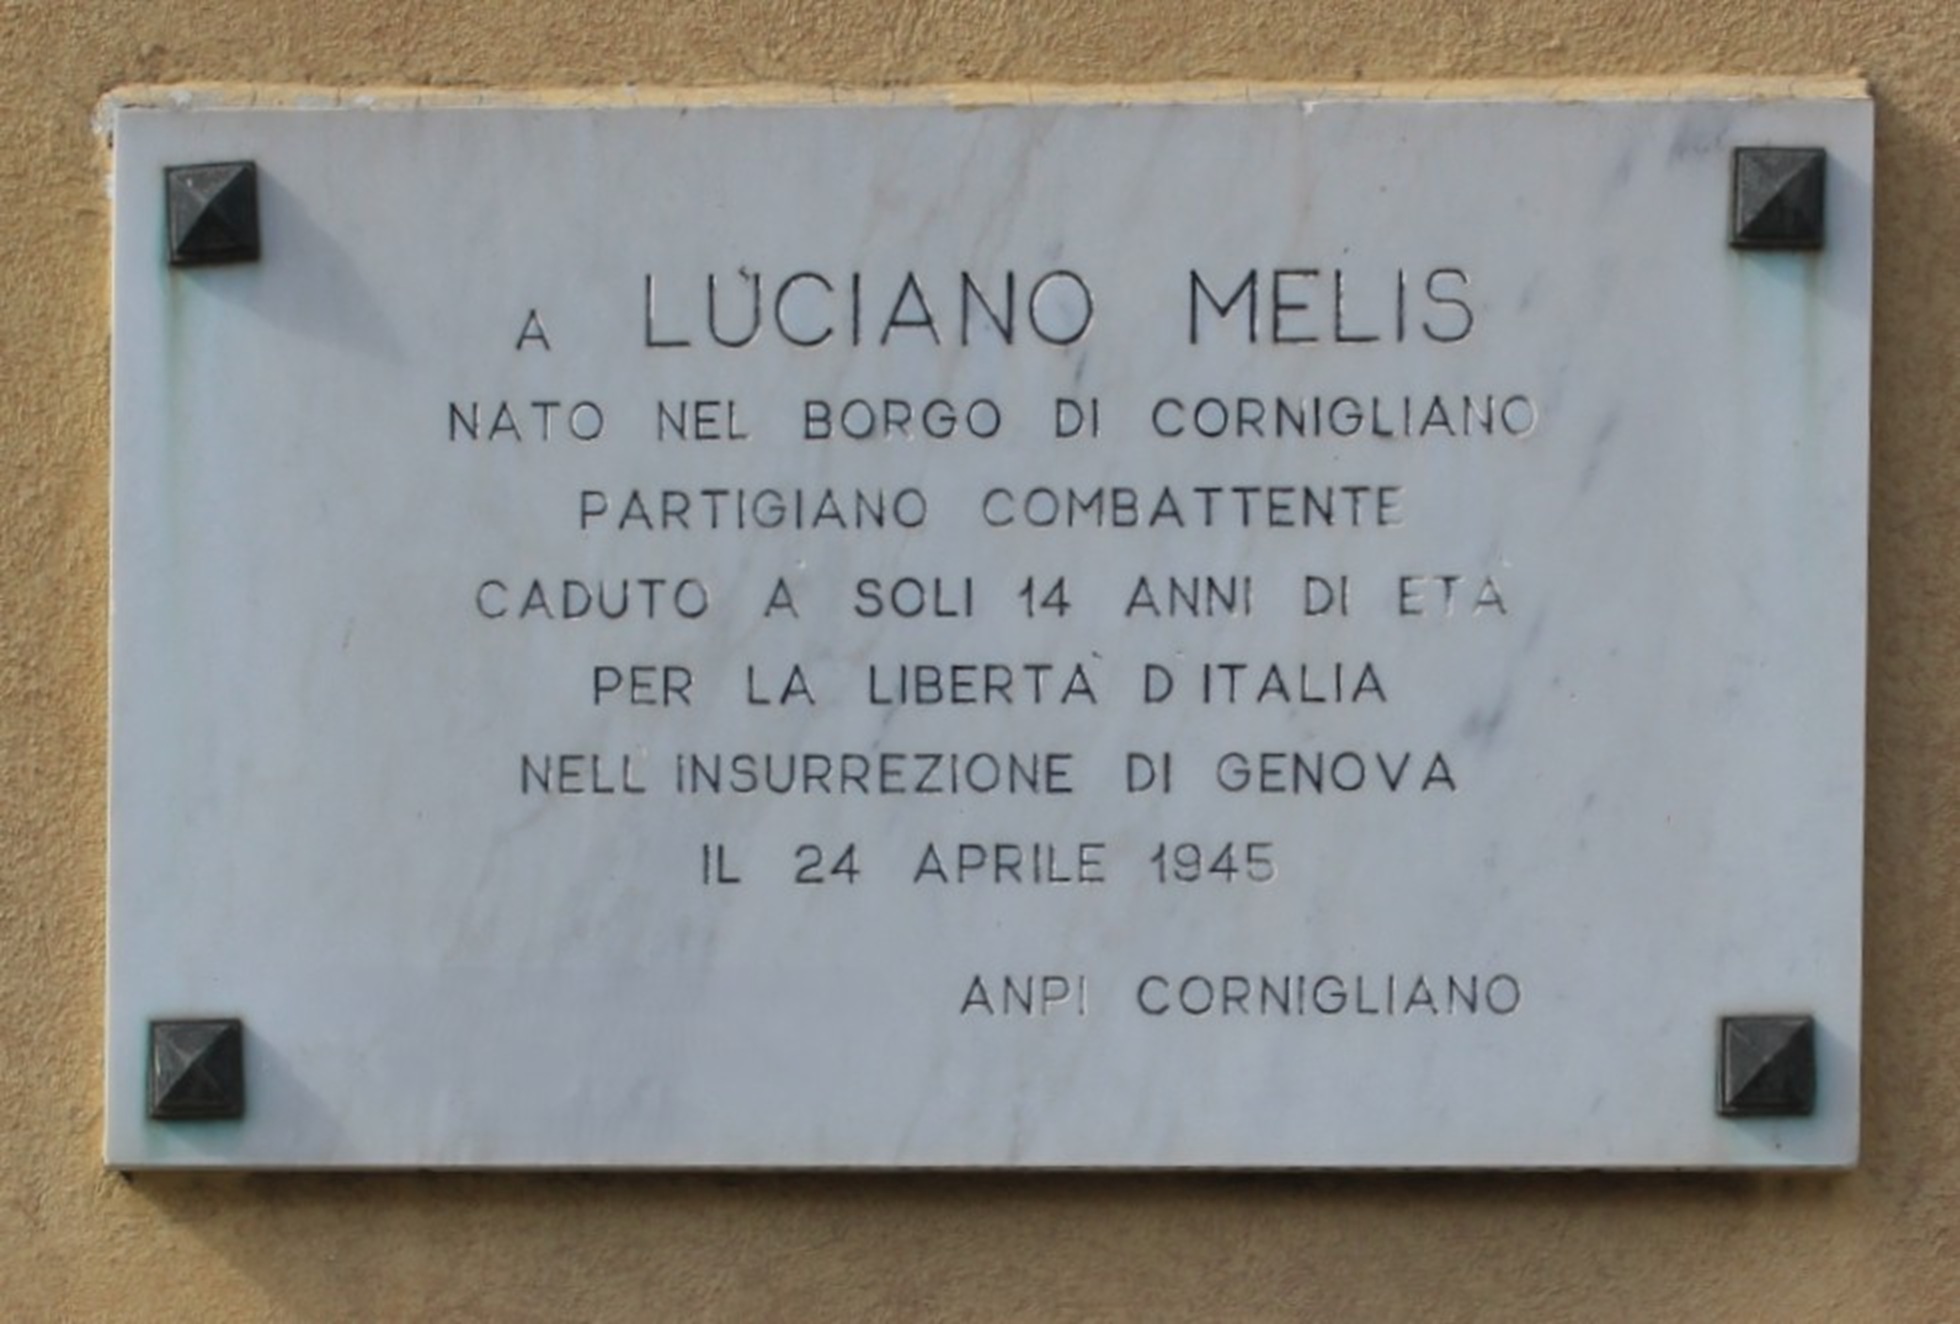 A LUCIANO MELIS
NATO NEL BORGO DI CORNIGLIANO
PARTIGIANO COMBATTENTE
CADUTO A SOLI 14 ANNI DI ETÀ
PER LA LIBERTÀ D'ITALIA
NELL'INSURREZIONE DI GENOVA
IL 24 APRILE 1945
ANPI CORNIGLIANO